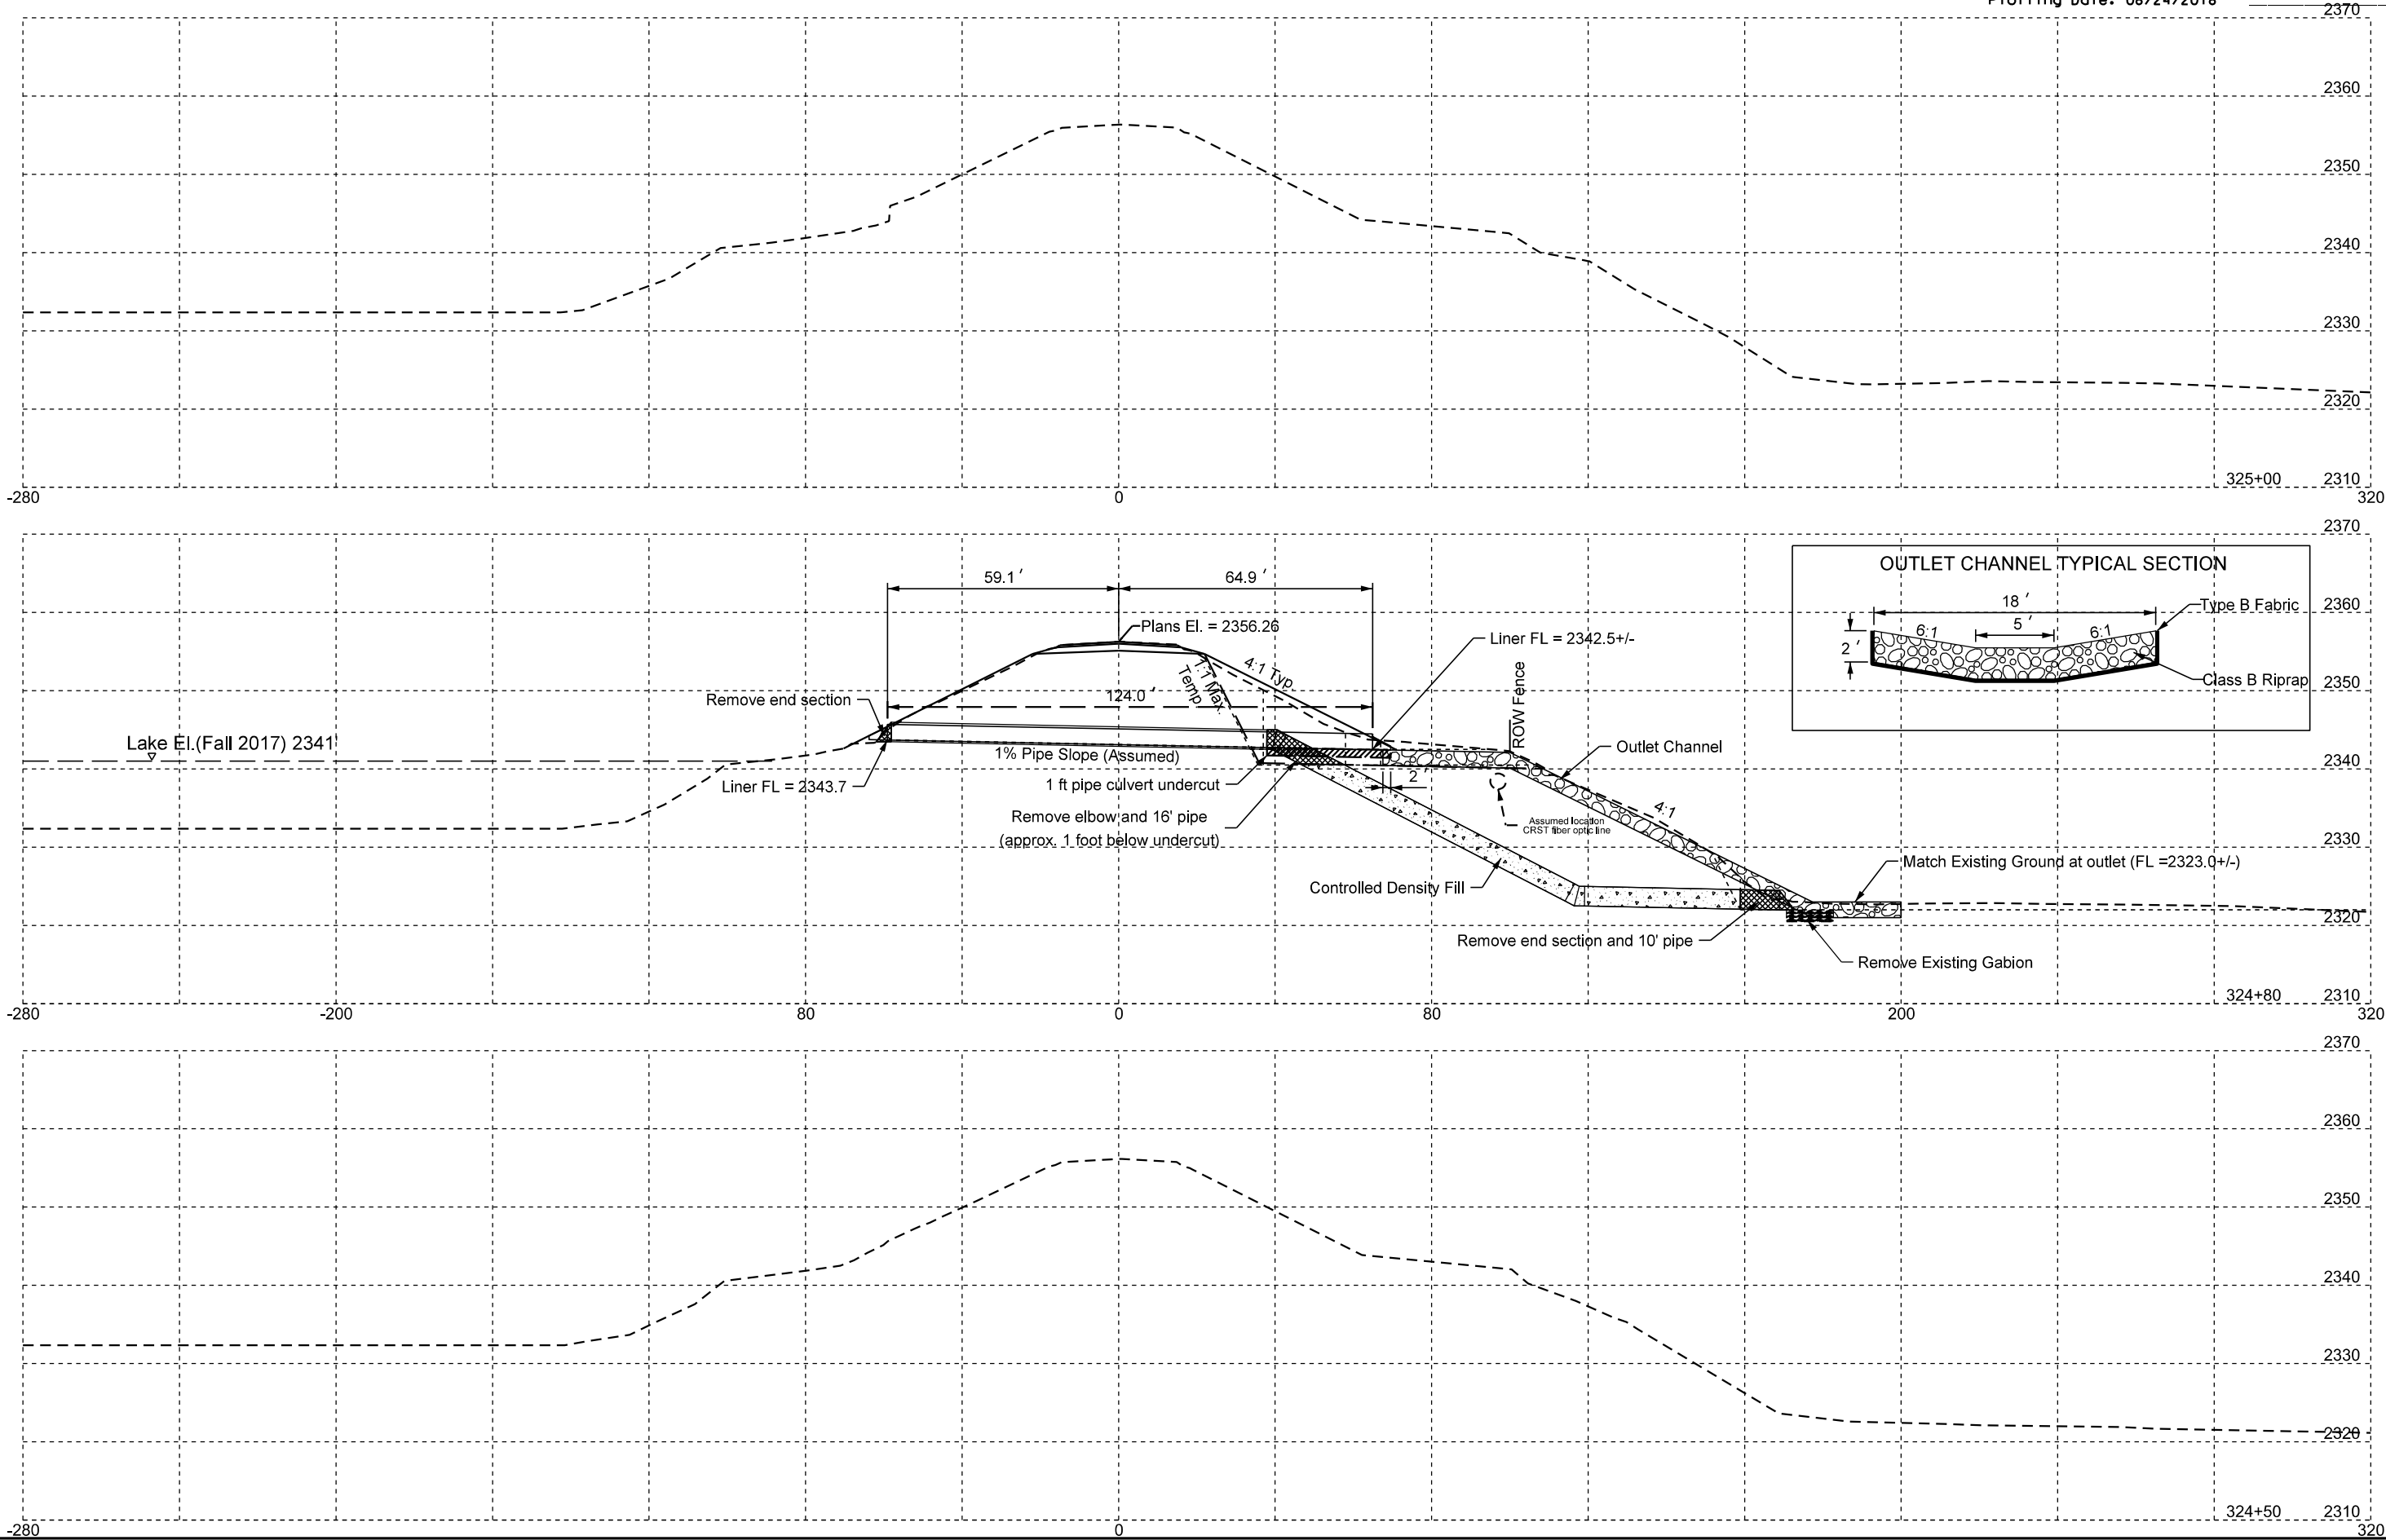 Plotting Date: 08/24/2018
2370
2360
2350
2340
2330
2320
325+00 2310
-280 0 320
2370
OUTLET CHANNEL TYPICAL SECTION
59.1 ′ 64.9 ′
18 ′ Type B Fabric 2360
6:1 5 ′ 6:1
2 ′
Class B Riprap
Plans El. = 2356.26
Liner FL = 2342.5+/-
1:1 Max.
Temp
4:1 Typ
ROW Fence
2350
Remove end section
124.0 ′
Lake El.(Fall 2017) 2341
Outlet Channel
1% Pipe Slope (Assumed)
2340
Liner FL = 2343.7
1 ft pipe culvert undercut
2 ′
Remove elbow and 16' pipe
(approx. 1 foot below undercut)
Assumed location
CRST fiber optic line
4:1
2330
Match Existing Ground at outlet (FL =2323.0+/-)
Controlled Density Fill
2320
Remove end section and 10' pipe
Remove Existing Gabion
324+80 2310
-280 -200 80 0 80 200 320
2370
2360
2350
2340
2330
2320
324+50 2310
-280 0 320